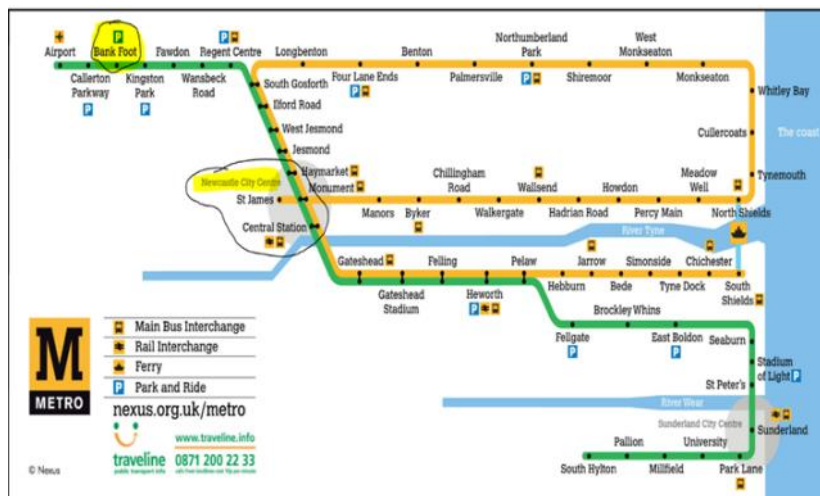 Airport
Bank Foot
Fawdon
Regent Centre
Callerton
Parkway
Kingston
Park
Wansbeck
Road
Longbenton
Benton
Northumberland
Park
West
Monkseaton
South Gosforth
Four Lane Ends
Palmersville
Shiremoor
Monkseaton
Ilford Road
West Jesmond
Jesmond
Haymarket
Newcastle City Centre
Monument
St James
Central Station
Whitley Bay
Cullercoats
The coast
Tynemouth
Chillingham
Road
Wallsend
Howdon
Meadow
Well
Manors
Byker
Walkergate
Hadrian Road
Percy Main
North Shields
River Tyne
Gateshead
Felling
Pelaw
Jarrow
Simonside
Chichester
Gateshead
Stadium
Heworth
Hebburn
Bede
Tyne Dock
South
Shields
Brockley Whins
Fellgate
East Boldon
Seaburn
Stadium
of Light
St Peter's
River Wear
Sunderland City Centre
Sunderland
Pallion
University
South Hylton
Millfield
Park Lane
M
METRO
Main Bus Interchange
Rail Interchange
Ferry
P Park and Ride
nexus.org.uk/metro
www.traveline.info
traveline 0871 200 22 33
public transport info
© Nexus